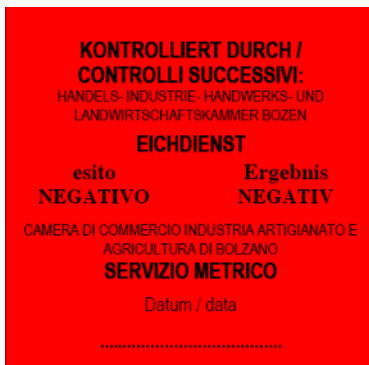 KONTROLLIERT DURCH /
CONTROLLI SUCCESSIVI:
HANDELS- INDUSTRIE- HANDWERKS- UND
LANDWIRTSCHAFTSKAMMER BOZEN
EICHDIENST
esito Ergebnis
NEGATIVO NEGATIV
CAMERA DI COMMERCIO INDUSTRIA ARTIGIANATO E
AGRICULTURA DI BOLZANO
SERVIZIO METRICO
Datum / data
........................................